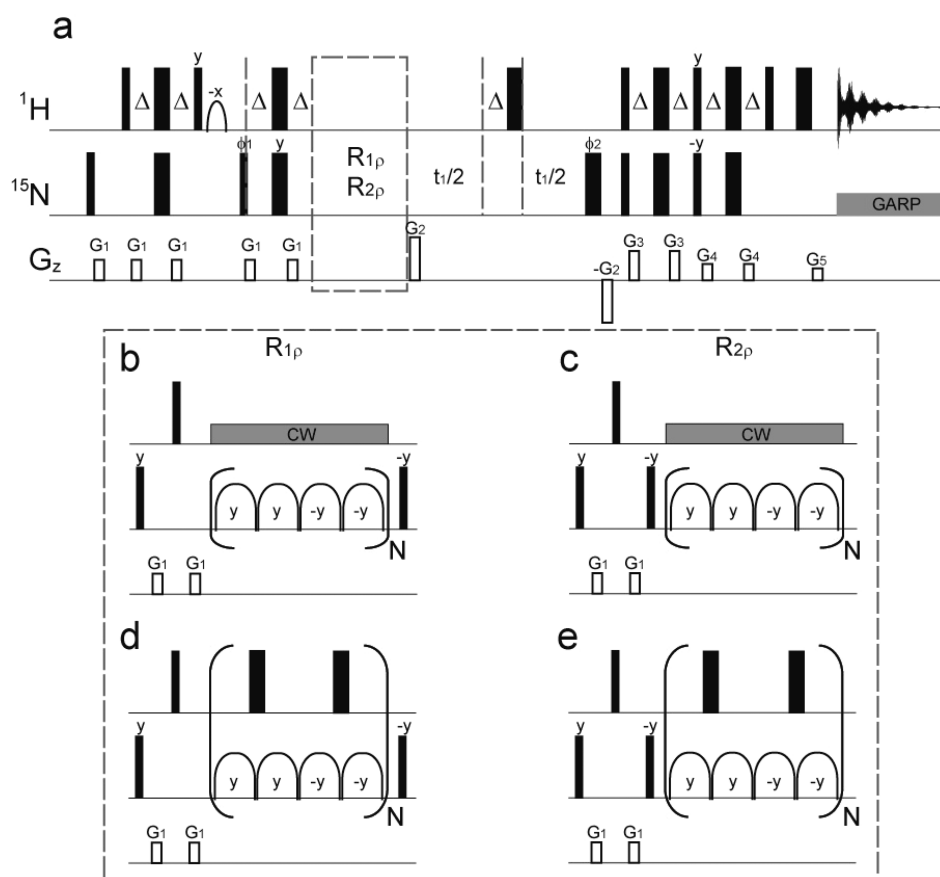 a
y y
¹H Δ Δ -x Δ Δ Δ Δ Δ Δ Δ
ϕ1 y ϕ2 -y
¹⁵N R₁ρ t₁/2 t₁/2 GARP
R₂ρ
G₁ G₁ G₁ G₁ G₁ G₂ G₃ G₃ G₄ G₄ G₅
G_z -G₂
R₁ρ R₂ρ
b c
CW CW
y -y y -y
y y -y -y y y -y -y
N N
G₁ G₁ G₁ G₁
d e
y -y y -y
y y -y -y y y -y -y
N N
G₁ G₁ G₁ G₁